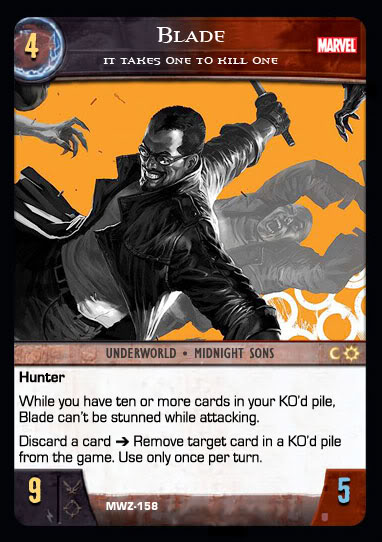 4
Blade
it takes one to kill one
MARVEL
UNDERWORLD • MIDNIGHT SONS
C
Hunter
While you have ten or more cards in your KO'd pile,
Blade can't be stunned while attacking.
Discard a card ➔ Remove target card in a KO'd pile
from the game. Use only once per turn.
9
5
MWZ-158